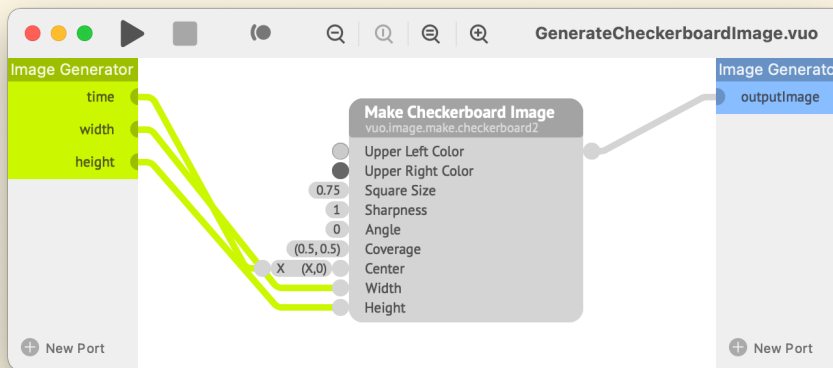 GenerateCheckerboardImage.vuo
Image Generator
time
width
height
New Port
Make Checkerboard Image
vuo.image.make.checkerboard2
Upper Left Color
Upper Right Color
0.75 Square Size
1 Sharpness
0 Angle
(0.5, 0.5) Coverage
X (X,0) Center
Width
Height
Image Generato
outputImage
New Port